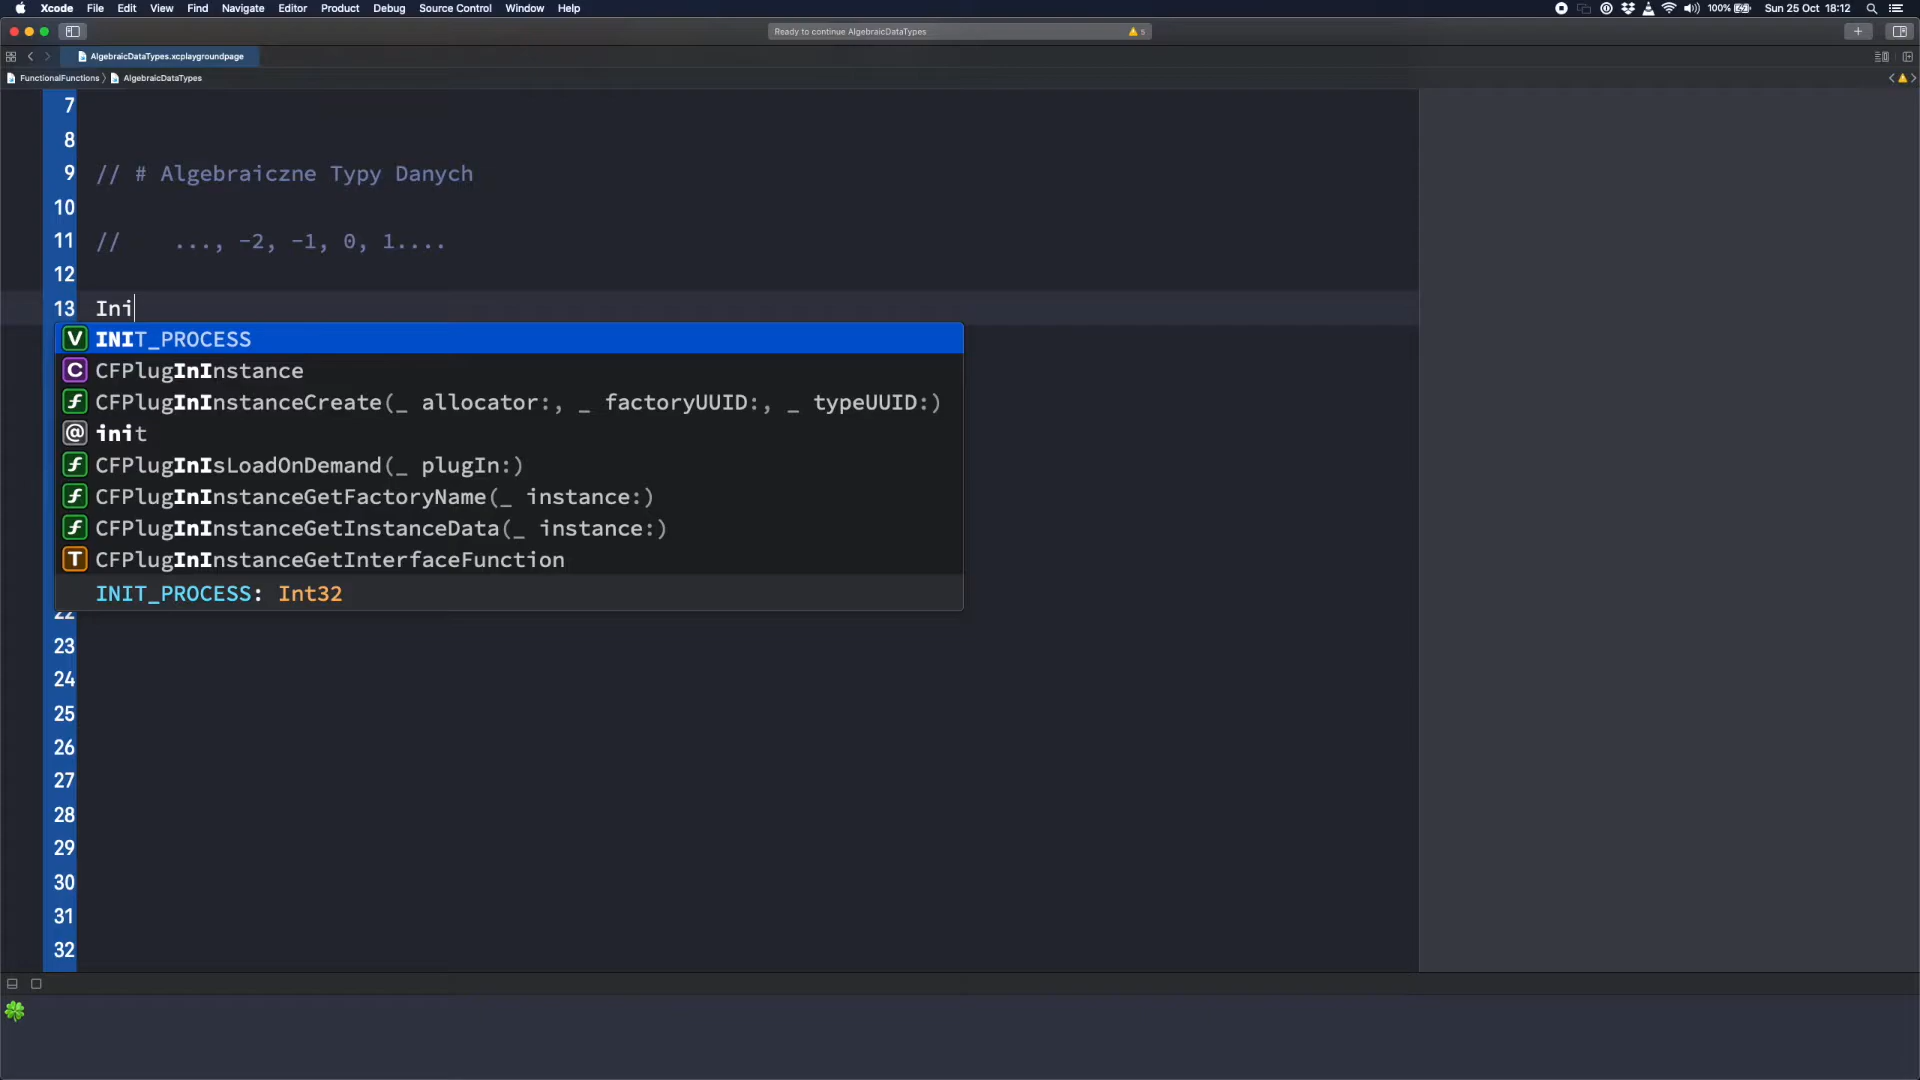 Xcode File Edit View Find Navigate Editor Product Debug Source Control Window Help 100% Sun 25 Oct 18:12
Ready to continue AlgebraicDataTypes 5
AlgebraicDataTypes.xcplaygroundpage
FunctionalFunctions AlgebraicDataTypes
7
8
9 // # Algebraiczne Typy Danych
10
11 // ..., -2, -1, 0, 1....
12
13 Ini
V INIT_PROCESS
C CFPlugInInstance
f CFPlugInInstanceCreate(_ allocator:, _ factoryUUID:, _ typeUUID:)
@ init
f CFPlugInIsLoadOnDemand(_ plugIn:)
f CFPlugInInstanceGetFactoryName(_ instance:)
f CFPlugInInstanceGetInstanceData(_ instance:)
T CFPlugInInstanceGetInterfaceFunction
INIT_PROCESS: Int32
22
23
24
25
26
27
28
29
30
31
32